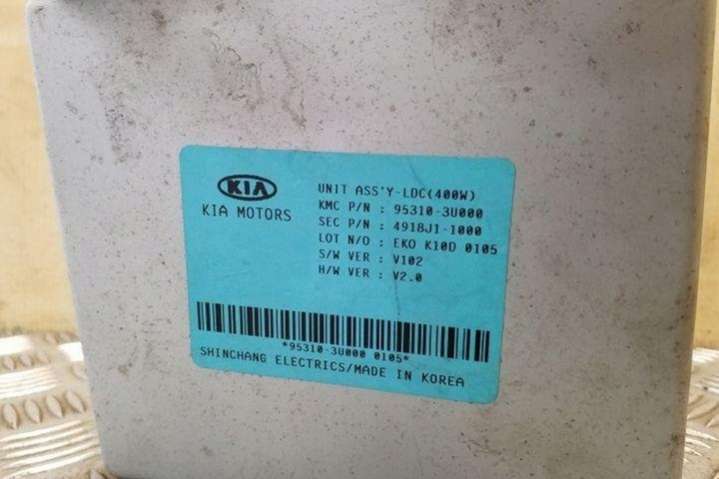 KIA
KIA MOTORS
UNIT ASS'Y-LDC(400W)
KMC P/N : 95310-3U000
SEC P/N : 4918J1-1000
LOT N/O : EKO K10D 0105
S/W VER : V102
H/W VER : V2.0
*95310-3U000 0105*
SHINCHANG ELECTRICS/MADE IN KOREA